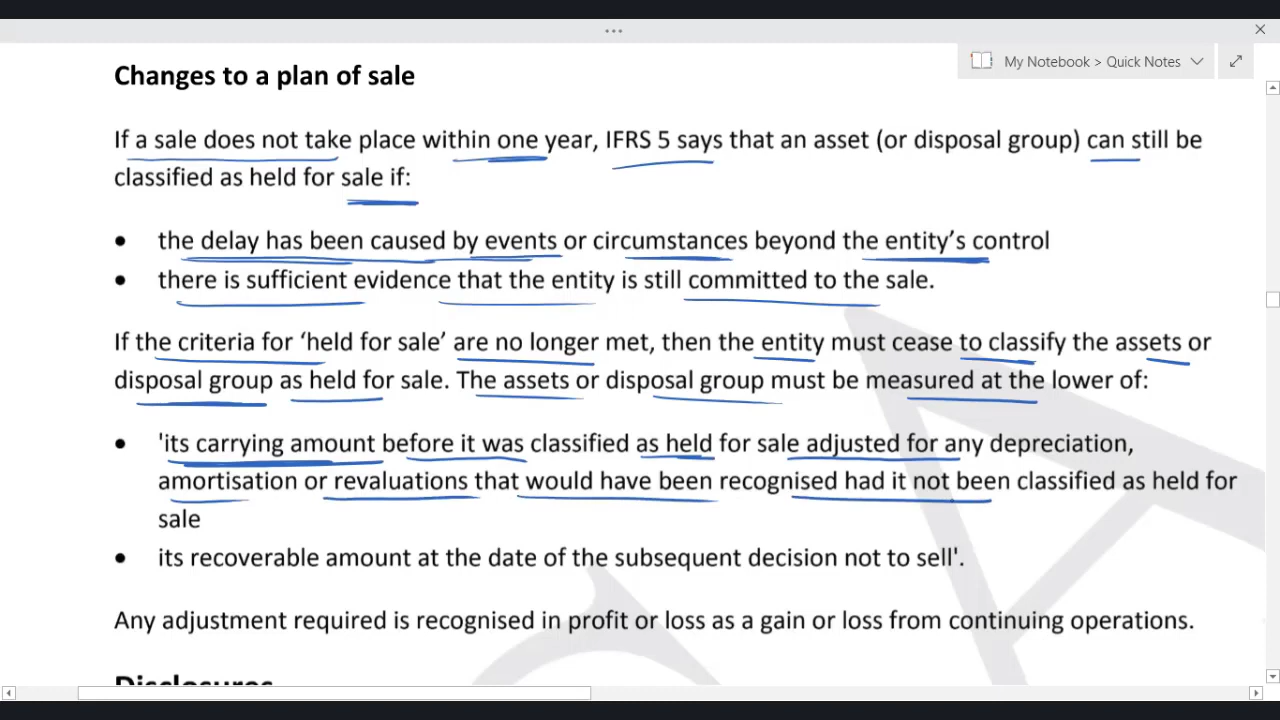 My Notebook > Quick Notes
Changes to a plan of sale
If a sale does not take place within one year, IFRS 5 says that an asset (or disposal group) can still be
classified as held for sale if:
• the delay has been caused by events or circumstances beyond the entity’s control
• there is sufficient evidence that the entity is still committed to the sale.
If the criteria for ‘held for sale’ are no longer met, then the entity must cease to classify the assets or
disposal group as held for sale. The assets or disposal group must be measured at the lower of:
• 'its carrying amount before it was classified as held for sale adjusted for any depreciation,
amortisation or revaluations that would have been recognised had it not been classified as held for
sale
• its recoverable amount at the date of the subsequent decision not to sell'.
Any adjustment required is recognised in profit or loss as a gain or loss from continuing operations.
Disclosures